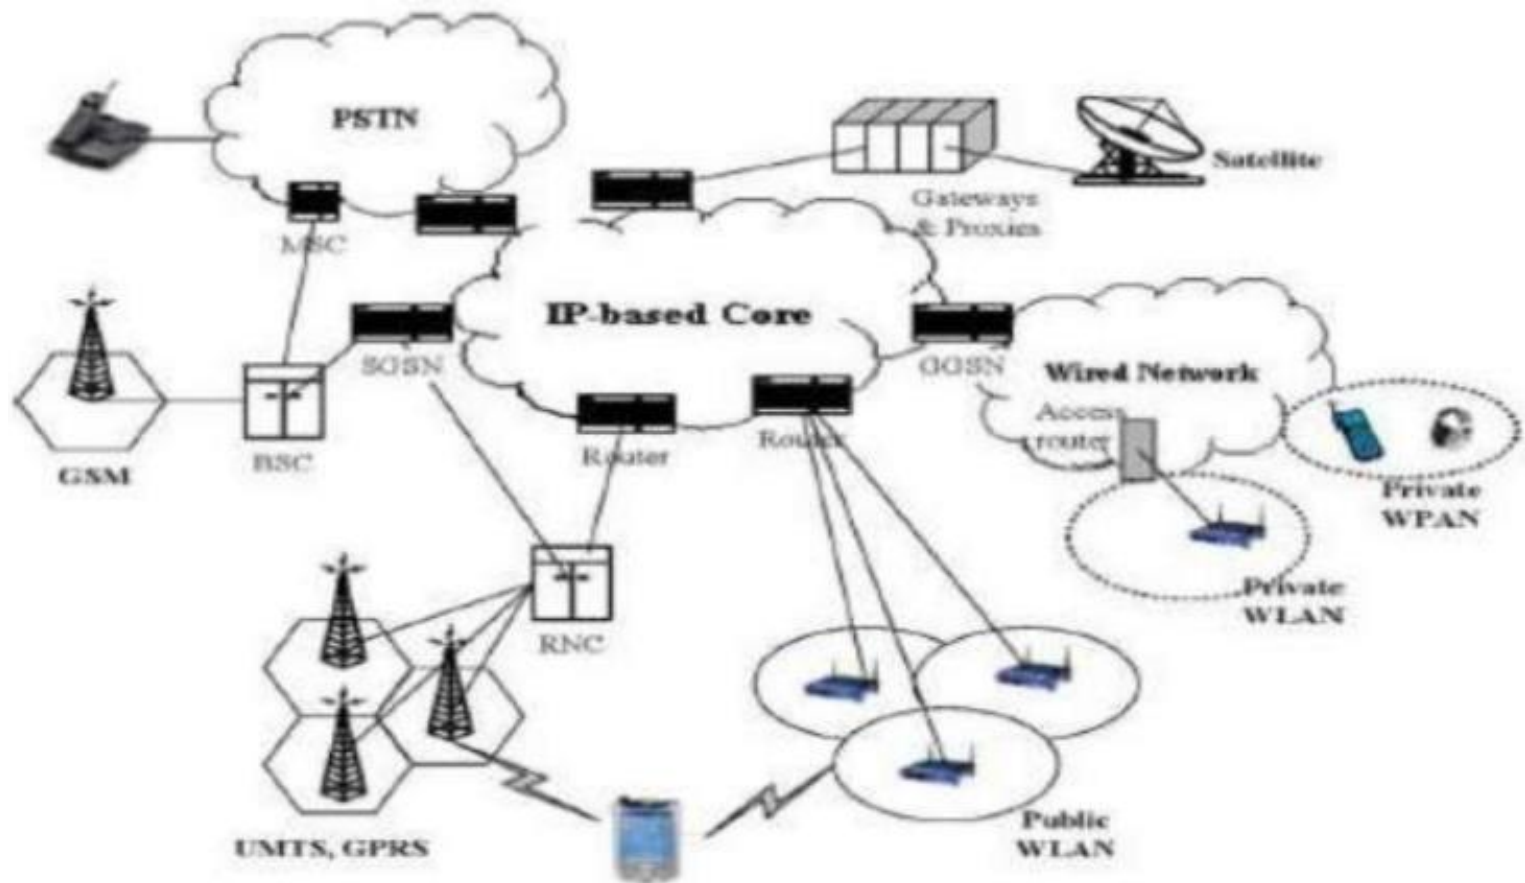 PSTN
Satellite
Gateways
& Proxies
MSC
IP-based Core
SGSN
GGSN
Wired Network
Access
router
Router
Router
BSC
GSM
Private
WPAN
Private
WLAN
RNC
Public
WLAN
UMTS, GPRS